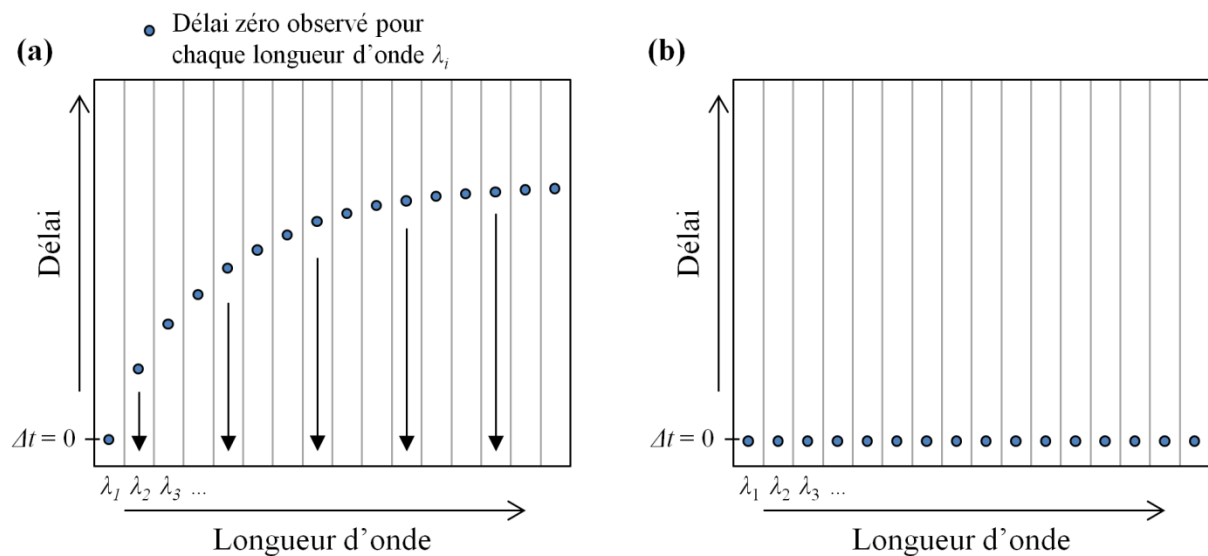 Délai zéro observé pour
chaque longueur d'onde λi
(a)
Délai
Δt = 0
λ1 λ2 λ3 ...
Longueur d'onde
(b)
Délai
Δt = 0
λ1 λ2 λ3 ...
Longueur d'onde